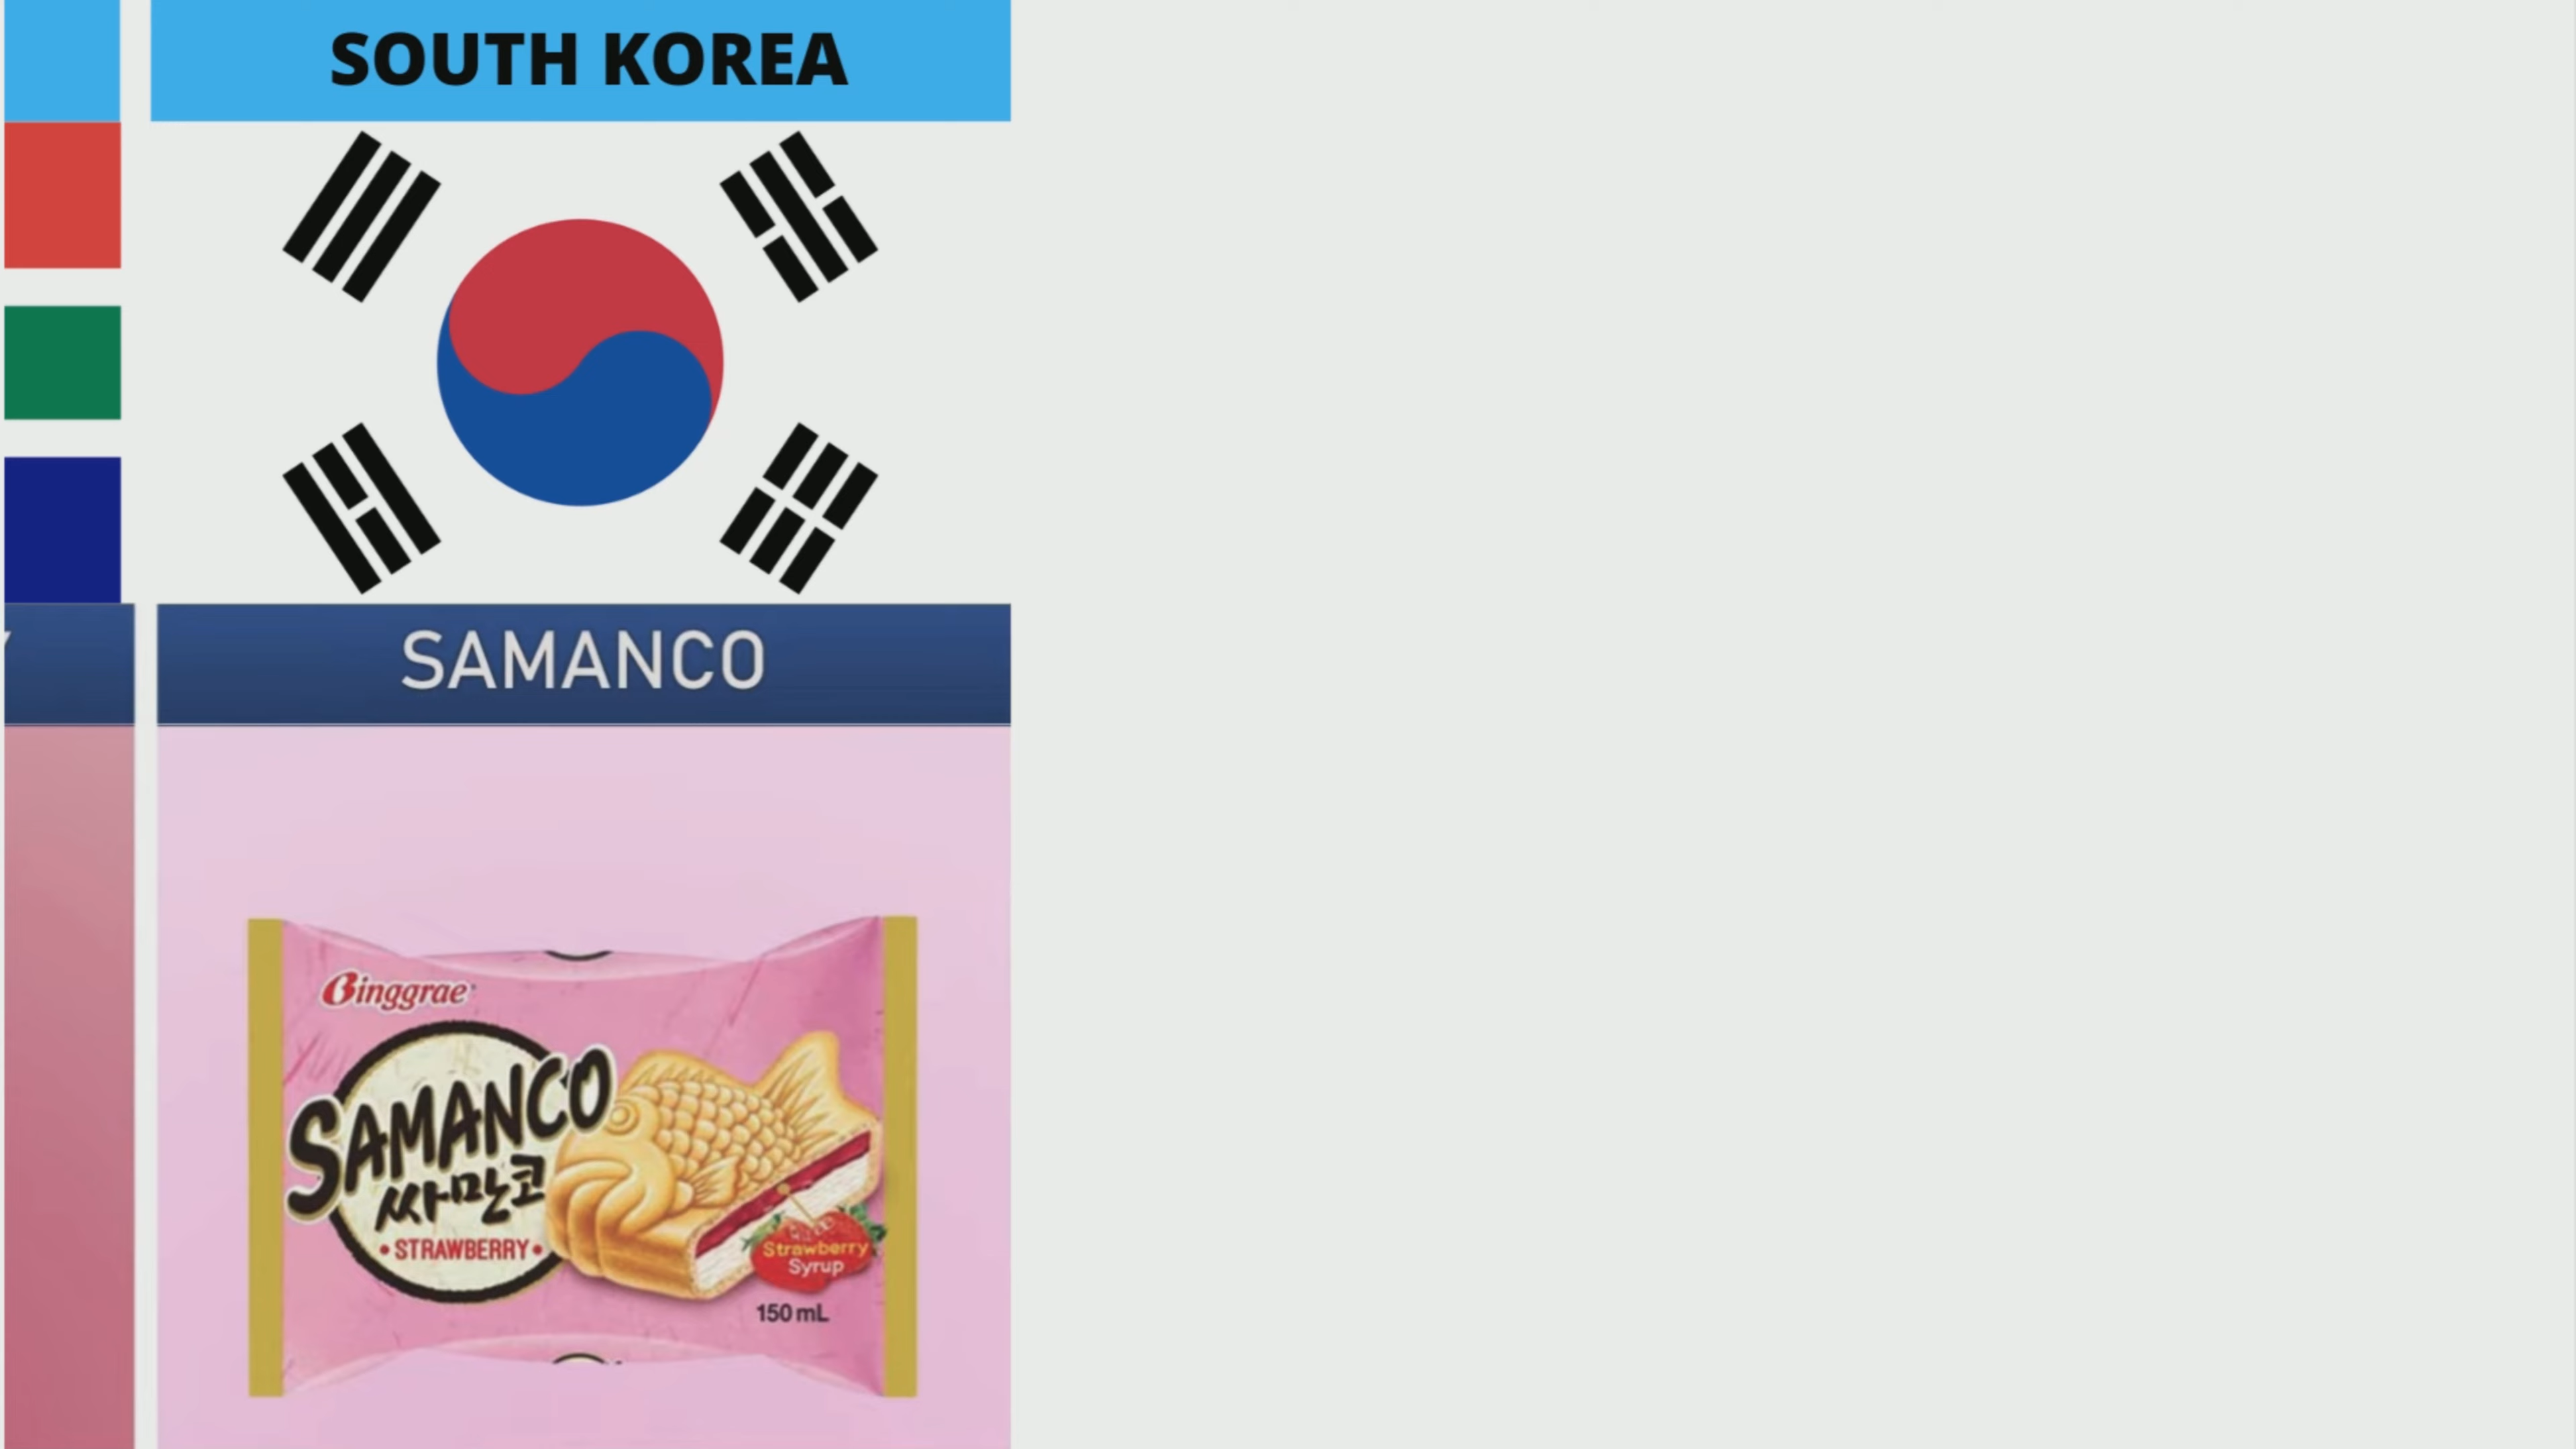 SOUTH KOREA
SAMANCO
Binggrae
SAMANCO
싸만코
• STRAWBERRY •
Strawberry
Syrup
150 mL